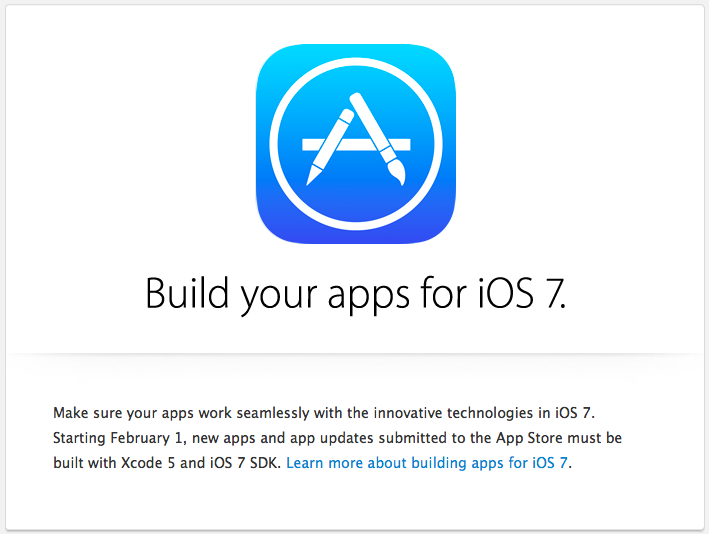 Build your apps for iOS 7.
Make sure your apps work seamlessly with the innovative technologies in iOS 7.
Starting February 1, new apps and app updates submitted to the App Store must be
built with Xcode 5 and iOS 7 SDK. Learn more about building apps for iOS 7.